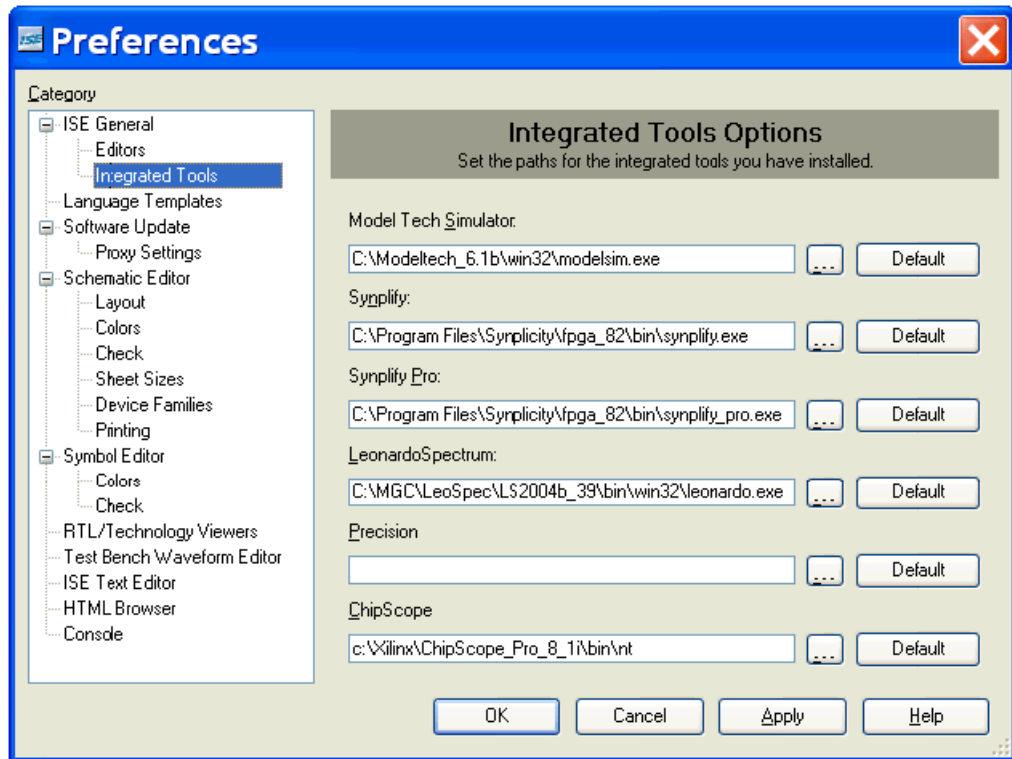 ISE Preferences
Category
ISE General
Editors
Integrated Tools
Language Templates
Software Update
Proxy Settings
Schematic Editor
Layout
Colors
Check
Sheet Sizes
Device Families
Printing
Symbol Editor
Colors
Check
RTL/Technology Viewers
Test Bench Waveform Editor
ISE Text Editor
HTML Browser
Console
Integrated Tools Options
Set the paths for the integrated tools you have installed.
Model Tech Simulator:
C:\Modeltech_6.1b\win32\modelsim.exe ... Default
Synplify:
C:\Program Files\Synplicity\fpga_82\bin\synplify.exe ... Default
Synplify Pro:
C:\Program Files\Synplicity\fpga_82\bin\synplify_pro.exe ... Default
LeonardoSpectrum:
C:\MGC\LeoSpec\LS2004b_39\bin\win32\leonardo.exe ... Default
Precision
... Default
ChipScope
c:\Xilinx\ChipScope_Pro_8_1i\bin\nt ... Default
OK Cancel Apply Help